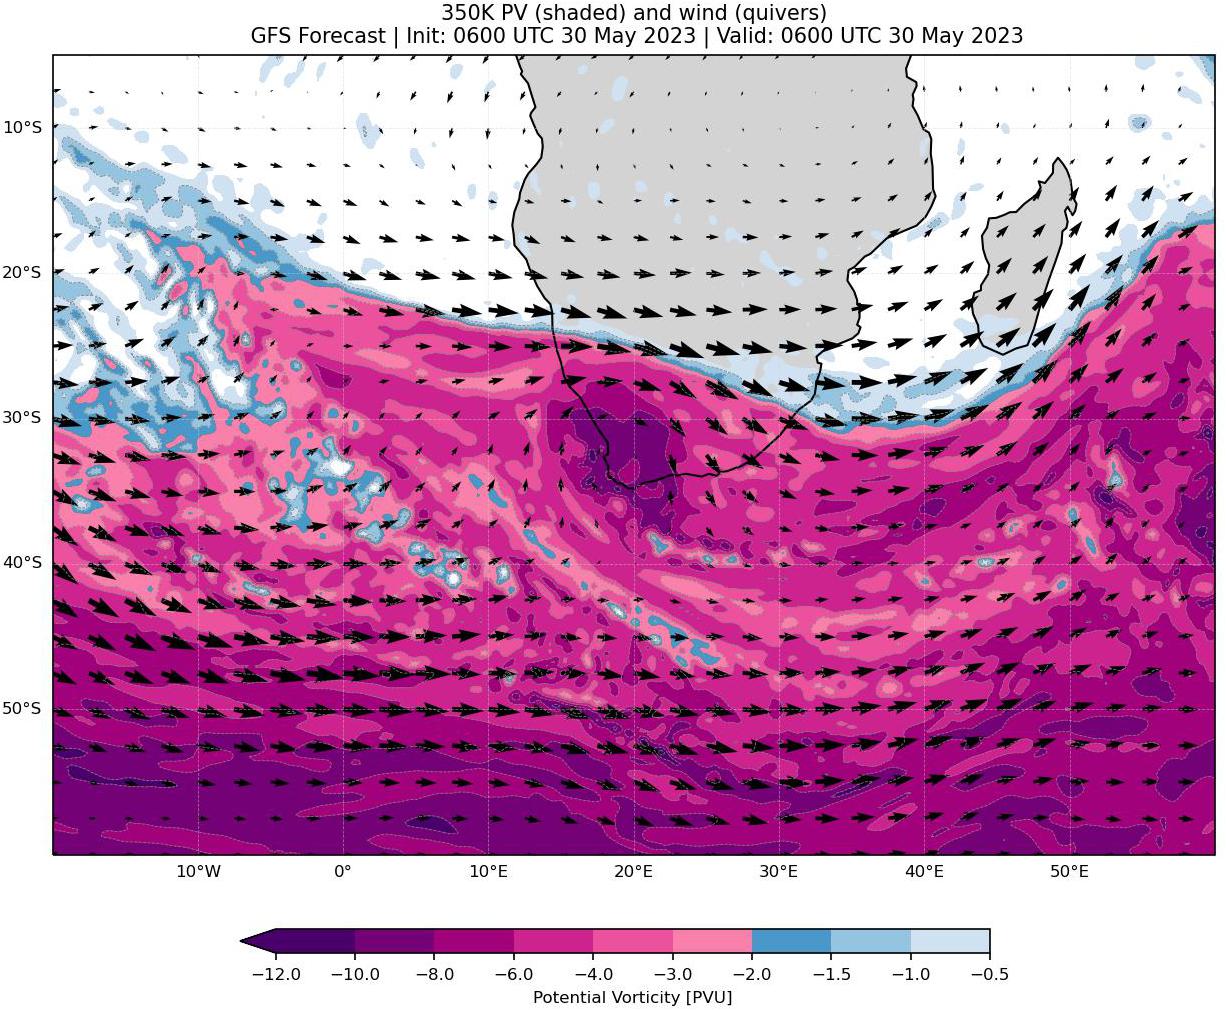 350K PV (shaded) and wind (quivers)
GFS Forecast | Init: 0600 UTC 30 May 2023 | Valid: 0600 UTC 30 May 2023
10°S
20°S
30°S
40°S
50°S
10°W 0° 10°E 20°E 30°E 40°E 50°E
−12.0 −10.0 −8.0 −6.0 −4.0 −3.0 −2.0 −1.5 −1.0 −0.5
Potential Vorticity [PVU]